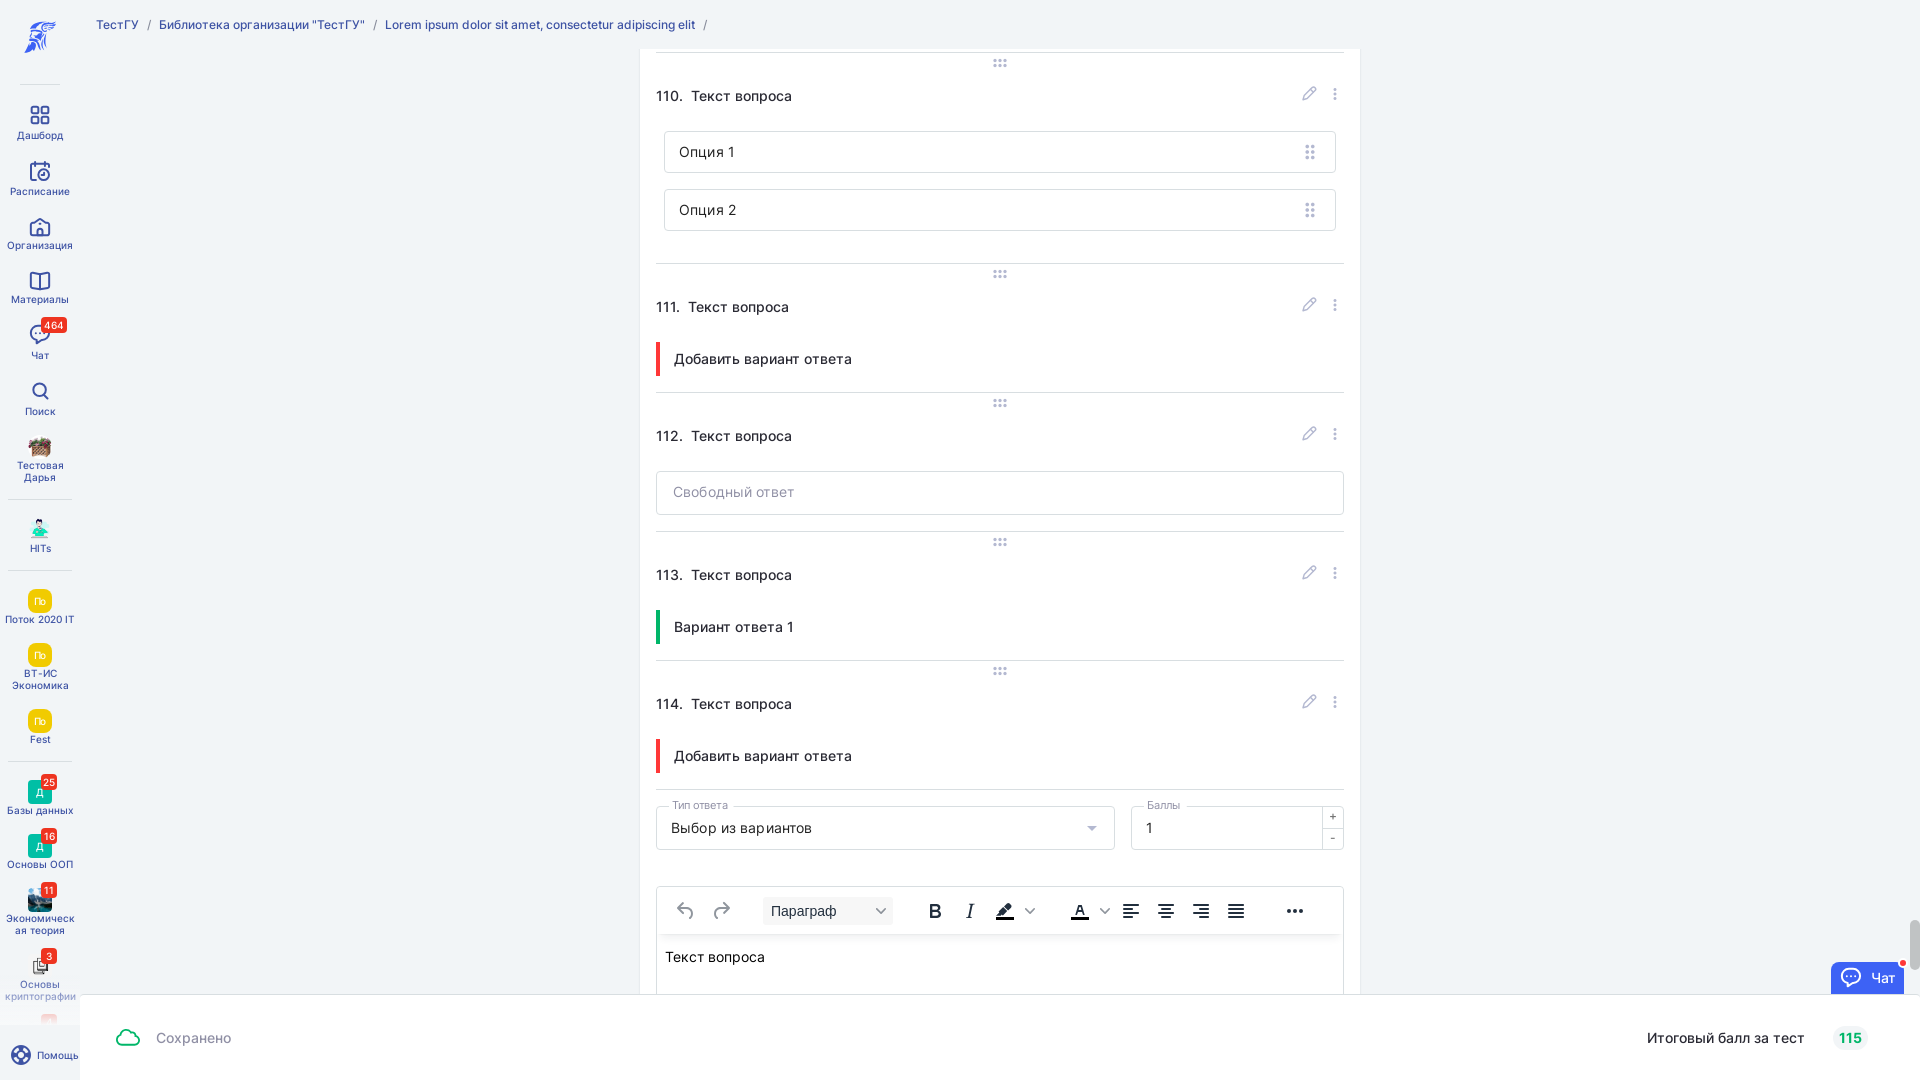 ТестГУ / Библиотека организации "ТестГУ" / Lorem ipsum dolor sit amet, consectetur adipiscing elit /
Дашборд
Расписание
Организация
Материалы
464
Чат
Поиск
Тестовая
Дарья
HITs
По
Поток 2020 IT
По
ВТ-ИС
Экономика
По
Fest
25
Д
Базы данных
16
Д
Основы ООП
11
Экономическ
ая теория
3
Основы
криптографии
Помощь
110. Текст вопроса
Опция 1
Опция 2
111. Текст вопроса
Добавить вариант ответа
112. Текст вопроса
Свободный ответ
113. Текст вопроса
Вариант ответа 1
114. Текст вопроса
Добавить вариант ответа
Тип ответа
Выбор из вариантов
Баллы
1
+
-
Параграф
B I A
Текст вопроса
Чат
Сохранено
Итоговый балл за тест 115